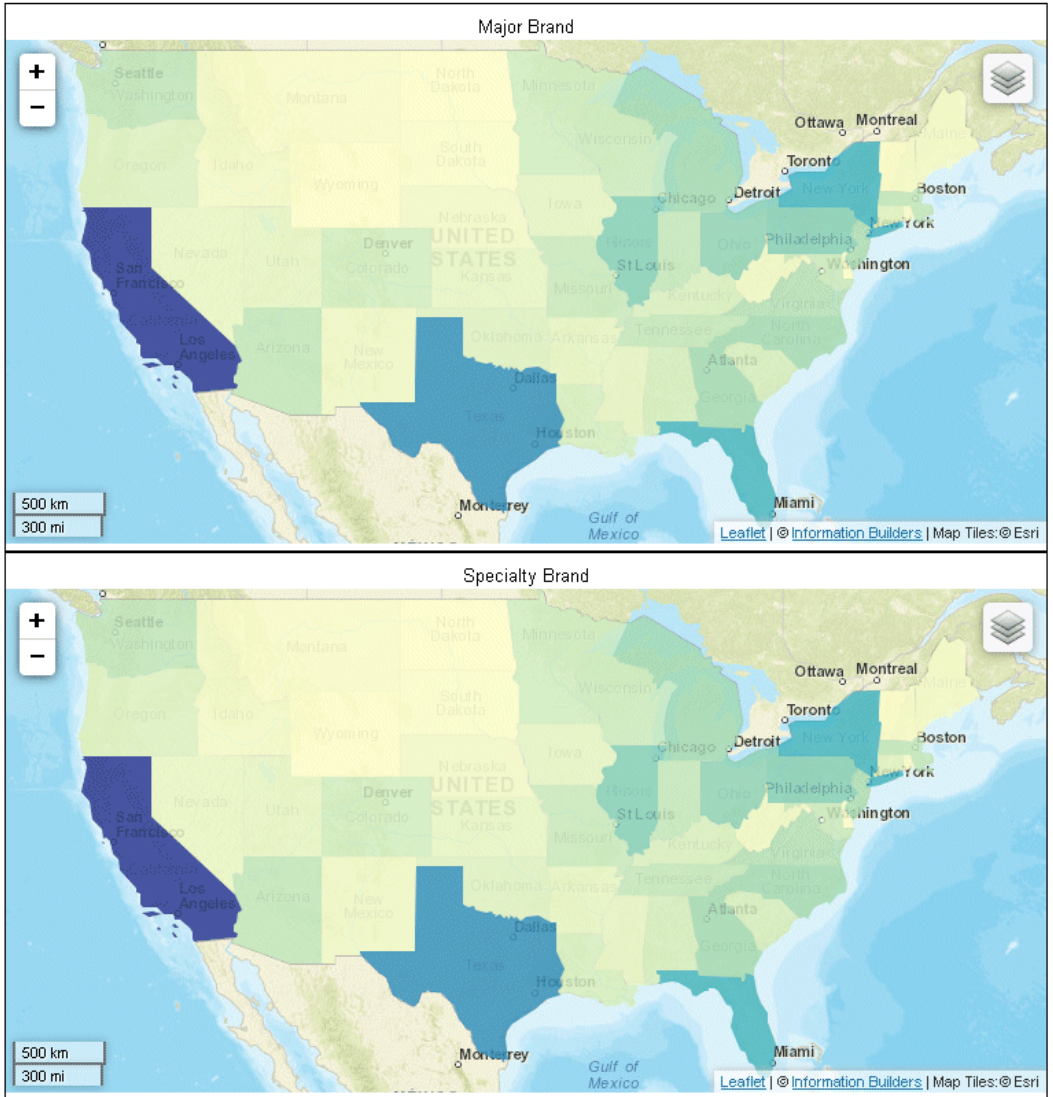 Major Brand
+
−
Seattle
Washington
Montana
North
Dakota
Minnesota
Ottawa
Montreal
Maine
Oregon
Idaho
Wyoming
South
Dakota
Wisconsin
Toronto
New York
Boston
Chicago
Detroit
Iowa
Nebraska
UNITED
STATES
Nevada
Utah
Denver
Colorado
Kansas
Illinois
Ohio
Philadelphia
New York
San
Francisco
St Louis
Missouri
Kentucky
Virginia
Washington
California
Los
Angeles
Arizona
New
Mexico
Oklahoma
Arkansas
Tennessee
North
Carolina
Atlanta
Georgia
Dallas
Texas
Houston
500 km
300 mi
Monterrey
Gulf of
Mexico
Miami
Leaflet | © Information Builders | Map Tiles:© Esri
Specialty Brand
+
−
Seattle
Washington
Montana
North
Dakota
Minnesota
Ottawa
Montreal
Maine
Oregon
Idaho
Wyoming
South
Dakota
Wisconsin
Toronto
New York
Boston
Chicago
Detroit
Iowa
Nebraska
UNITED
STATES
Nevada
Utah
Denver
Colorado
Kansas
Illinois
Ohio
Philadelphia
New York
San
Francisco
St Louis
Missouri
Kentucky
Virginia
Washington
California
Los
Angeles
Arizona
New
Mexico
Oklahoma
Arkansas
Tennessee
North
Carolina
Atlanta
Georgia
Dallas
Texas
Houston
500 km
300 mi
Monterrey
Gulf of
Mexico
Miami
Leaflet | © Information Builders | Map Tiles:© Esri